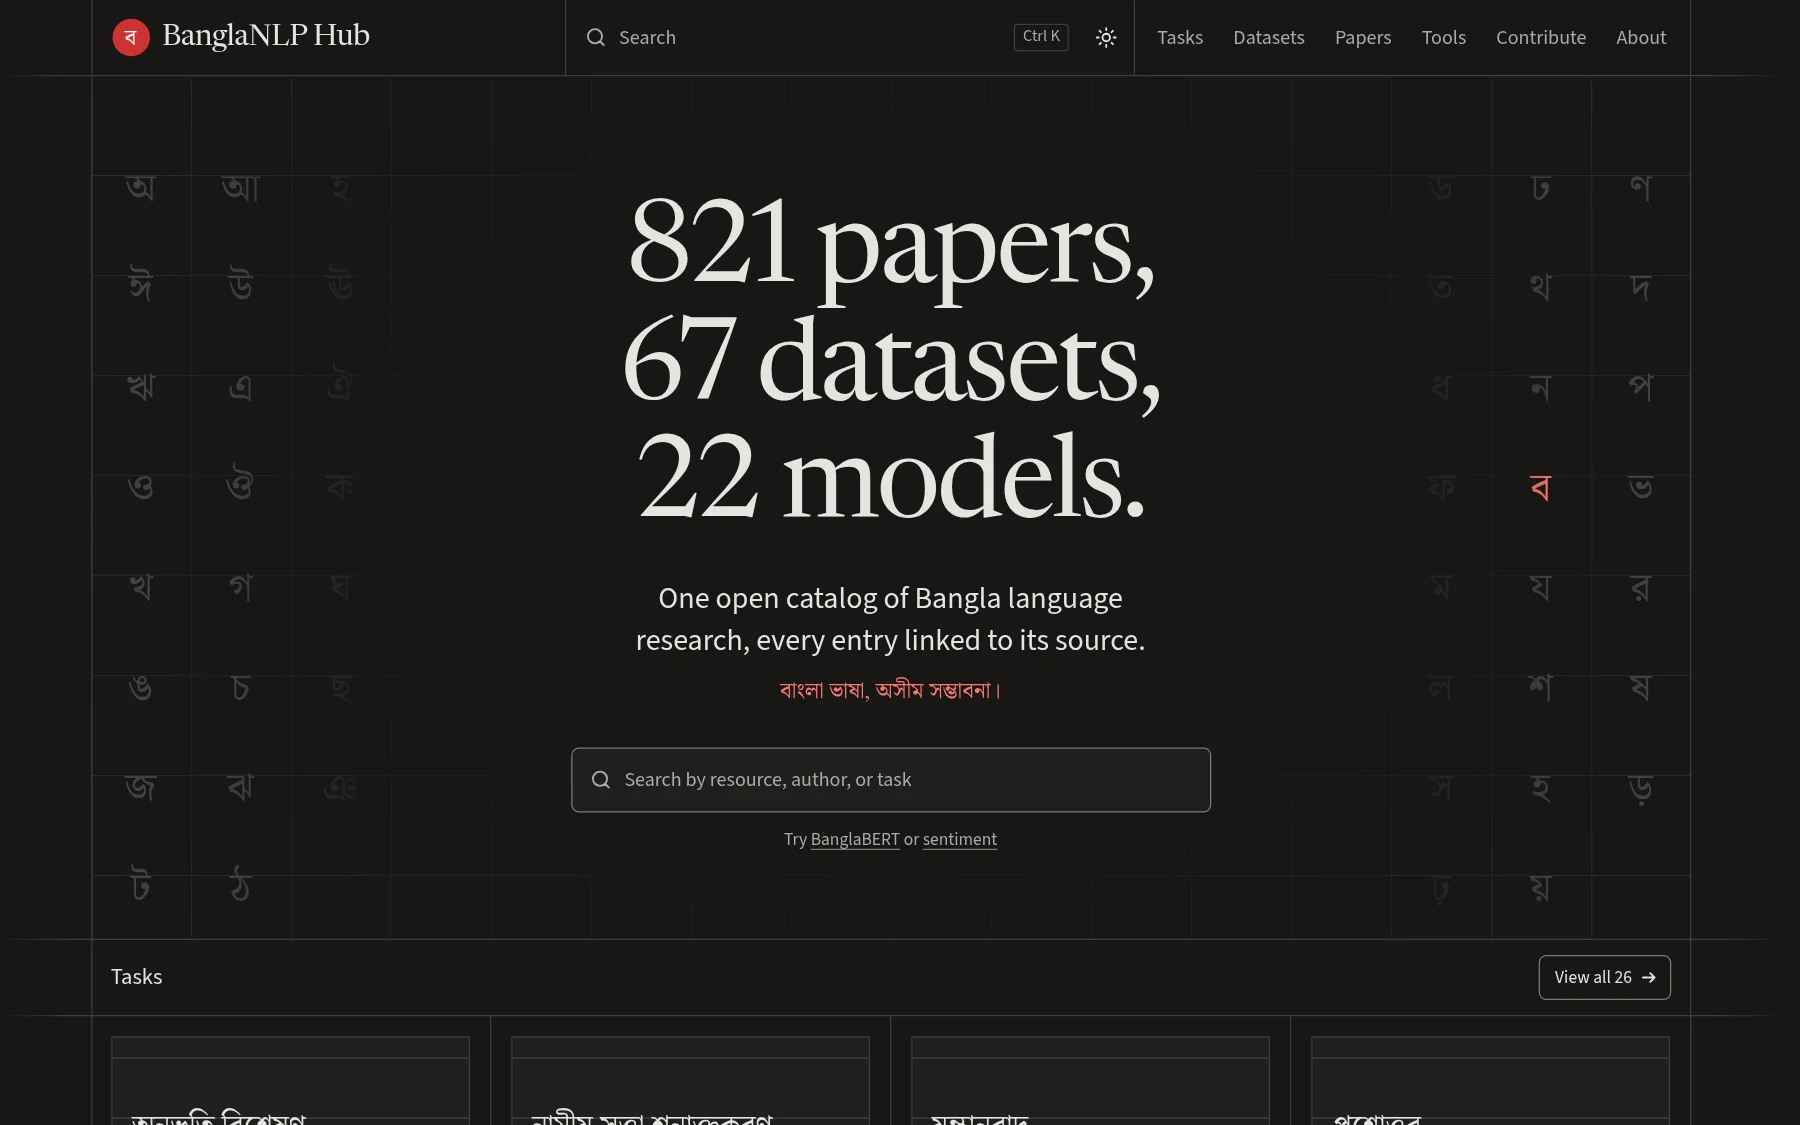 ব BanglaNLP Hub
Search
Ctrl K
Tasks Datasets Papers Tools Contribute About
অ আ ই
ড ঢ ণ
821 papers,
ঈ উ ঊ
ত থ দ
67 datasets,
ঋ এ ঐ
ধ ন প
22 models.
ও ঔ ক
ফ ব ভ
One open catalog of Bangla language
খ গ ঘ
ম য র
research, every entry linked to its source.
ঙ চ ছ
ল শ ষ
বাংলা ভাষা, অসীম সম্ভাবনা।
জ ঝ ঞ
স হ ড়
Search by resource, author, or task
Try BanglaBERT or sentiment
ট ঠ
ঢ় য়
Tasks
View all 26 →